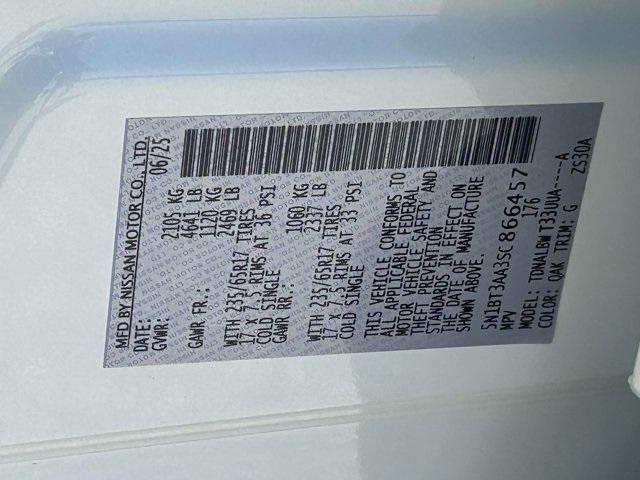 MFD BY NISSAN MOTOR CO., LTD.
DATE: 06/25
GVWR: 2105 KG
4641 LB
GAWR FR.: 1120 KG
2469 LB
WITH 235/65R17 TIRES
17 X 7.5 RIMS AT 36 PSI
COLD SINGLE
GAWR RR.: 1060 KG
2337 LB
WITH 235/65R17 TIRES
17 X 7.5 RIMS AT 33 PSI
COLD SINGLE
THIS VEHICLE CONFORMS TO
ALL APPLICABLE FEDERAL
MOTOR VEHICLE SAFETY AND
THEFT PREVENTION
STANDARDS IN EFFECT ON
THE DATE OF MANUFACTURE
SHOWN ABOVE.
5N1BT3AA3SC866457
MPV 176
MODEL: TDMALBW T33UUA----A
COLOR: QAK TRIM: G ZS30A